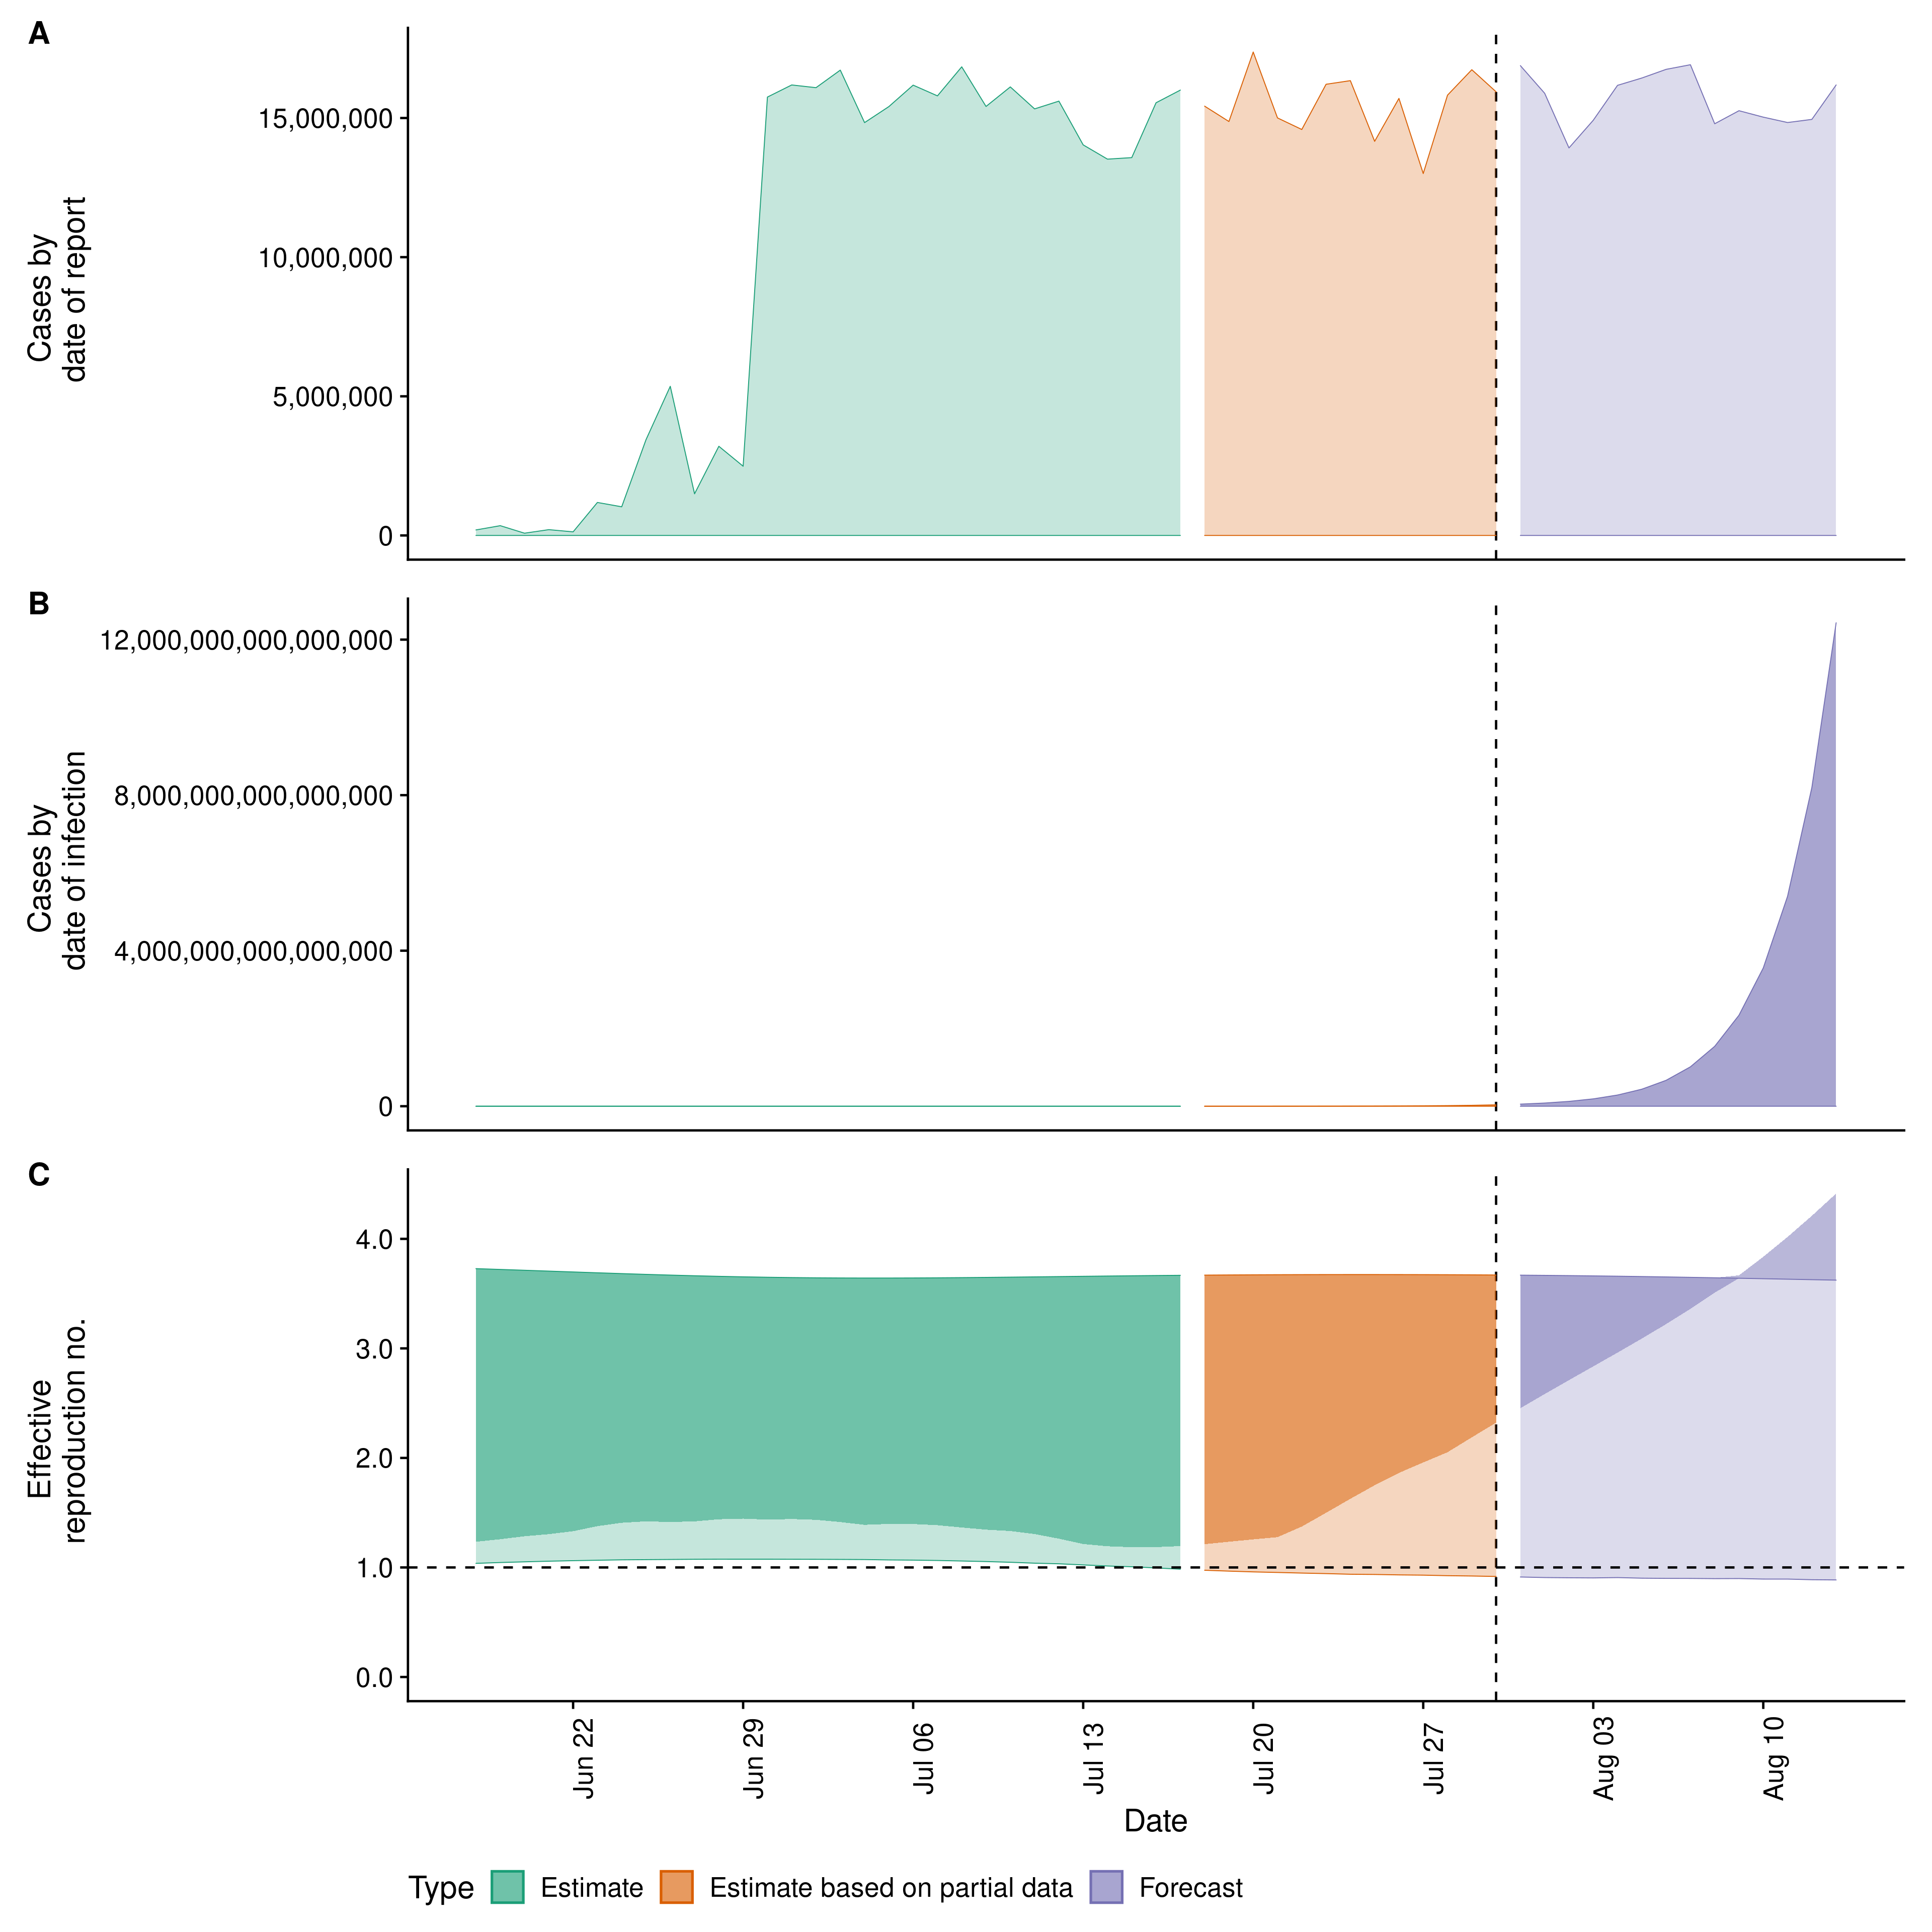 A
Cases by
date of report
15,000,000
10,000,000
5,000,000
0
B
Cases by
date of infection
12,000,000,000,000,000
8,000,000,000,000,000
4,000,000,000,000,000
0
C
Effective
reproduction no.
4.0
3.0
2.0
1.0
0.0
Jun 22
Jun 29
Jul 06
Jul 13
Jul 20
Jul 27
Aug 03
Aug 10
Date
Type Estimate Estimate based on partial data Forecast